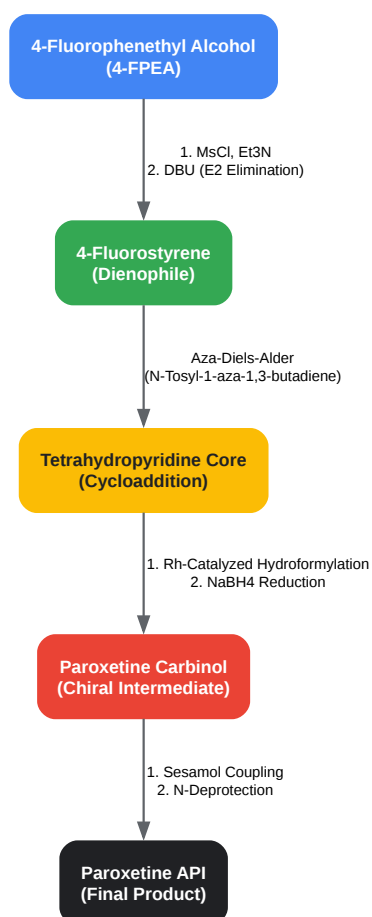 4-Fluorophenethyl Alcohol
(4-FPEA)
1. MsCl, Et3N
2. DBU (E2 Elimination)
4-Fluorostyrene
(Dienophile)
Aza-Diels-Alder
(N-Tosyl-1-aza-1,3-butadiene)
Tetrahydropyridine Core
(Cycloaddition)
1. Rh-Catalyzed Hydroformylation
2. NaBH4 Reduction
Paroxetine Carbinol
(Chiral Intermediate)
1. Sesamol Coupling
2. N-Deprotection
Paroxetine API
(Final Product)